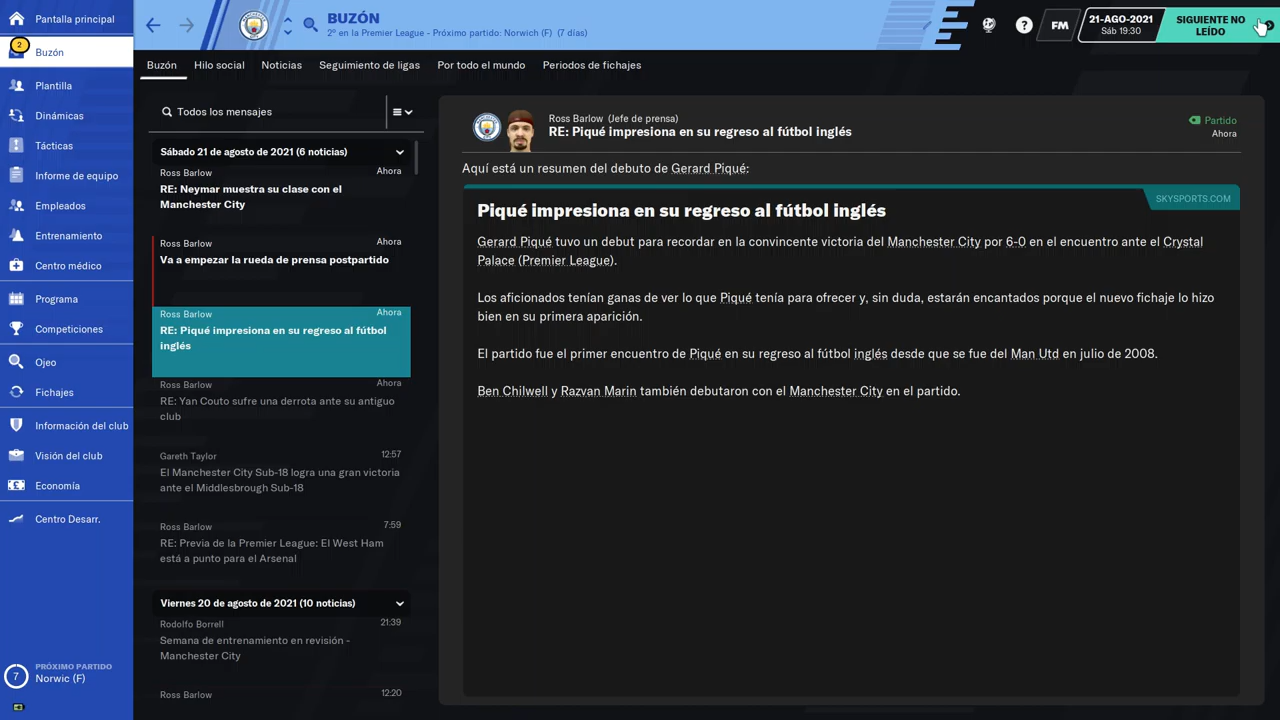 Pantalla principal
2
Buzón
Plantilla
Dinámicas
Tácticas
Informe de equipo
Empleados
Entrenamiento
Centro médico
Programa
Competiciones
Ojeo
Fichajes
Información del club
Visión del club
Economía
Centro Desarr.
7
PRÓXIMO PARTIDO
Norwic (F)
BUZÓN
2º en la Premier League - Próximo partido: Norwich (F) (7 días)
?
FM
21-AGO-2021
Sáb 19:30
SIGUIENTE NO
LEÍDO
Buzón Hilo social Noticias Seguimiento de ligas Por todo el mundo Periodos de fichajes
Todos los mensajes
Sábado 21 de agosto de 2021 (6 noticias)
Ross Barlow Ahora
RE: Neymar muestra su clase con el
Manchester City
Ross Barlow Ahora
Va a empezar la rueda de prensa postpartido
Ross Barlow Ahora
RE: Piqué impresiona en su regreso al fútbol
inglés
Ross Barlow Ahora
RE: Yan Couto sufre una derrota ante su antiguo
club
Gareth Taylor 12:57
El Manchester City Sub-18 logra una gran victoria
ante el Middlesbrough Sub-18
Ross Barlow 7:59
RE: Previa de la Premier League: El West Ham
está a punto para el Arsenal
Viernes 20 de agosto de 2021 (10 noticias)
Rodolfo Borrell 21:39
Semana de entrenamiento en revisión -
Manchester City
Ross Barlow 12:20
Ross Barlow (Jefe de prensa)
RE: Piqué impresiona en su regreso al fútbol inglés
Partido
Ahora
Aquí está un resumen del debuto de Gerard Piqué:
SKYSPORTS.COM
Piqué impresiona en su regreso al fútbol inglés
Gerard Piqué tuvo un debut para recordar en la convincente victoria del Manchester City por 6-0 en el encuentro ante el Crystal
Palace (Premier League).
Los aficionados tenían ganas de ver lo que Piqué tenía para ofrecer y, sin duda, estarán encantados porque el nuevo fichaje lo hizo
bien en su primera aparición.
El partido fue el primer encuentro de Piqué en su regreso al fútbol inglés desde que se fue del Man Utd en julio de 2008.
Ben Chilwell y Razvan Marin también debutaron con el Manchester City en el partido.